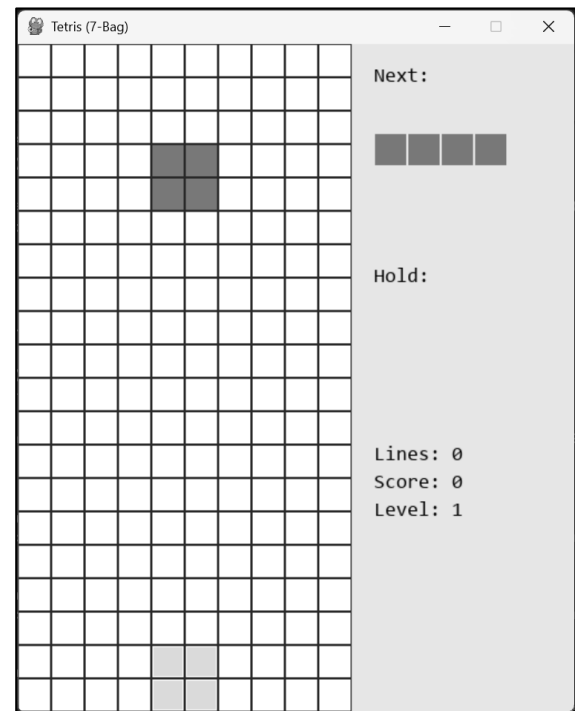 Tetris (7-Bag)
Next:
Hold:
Lines: 0
Score: 0
Level: 1